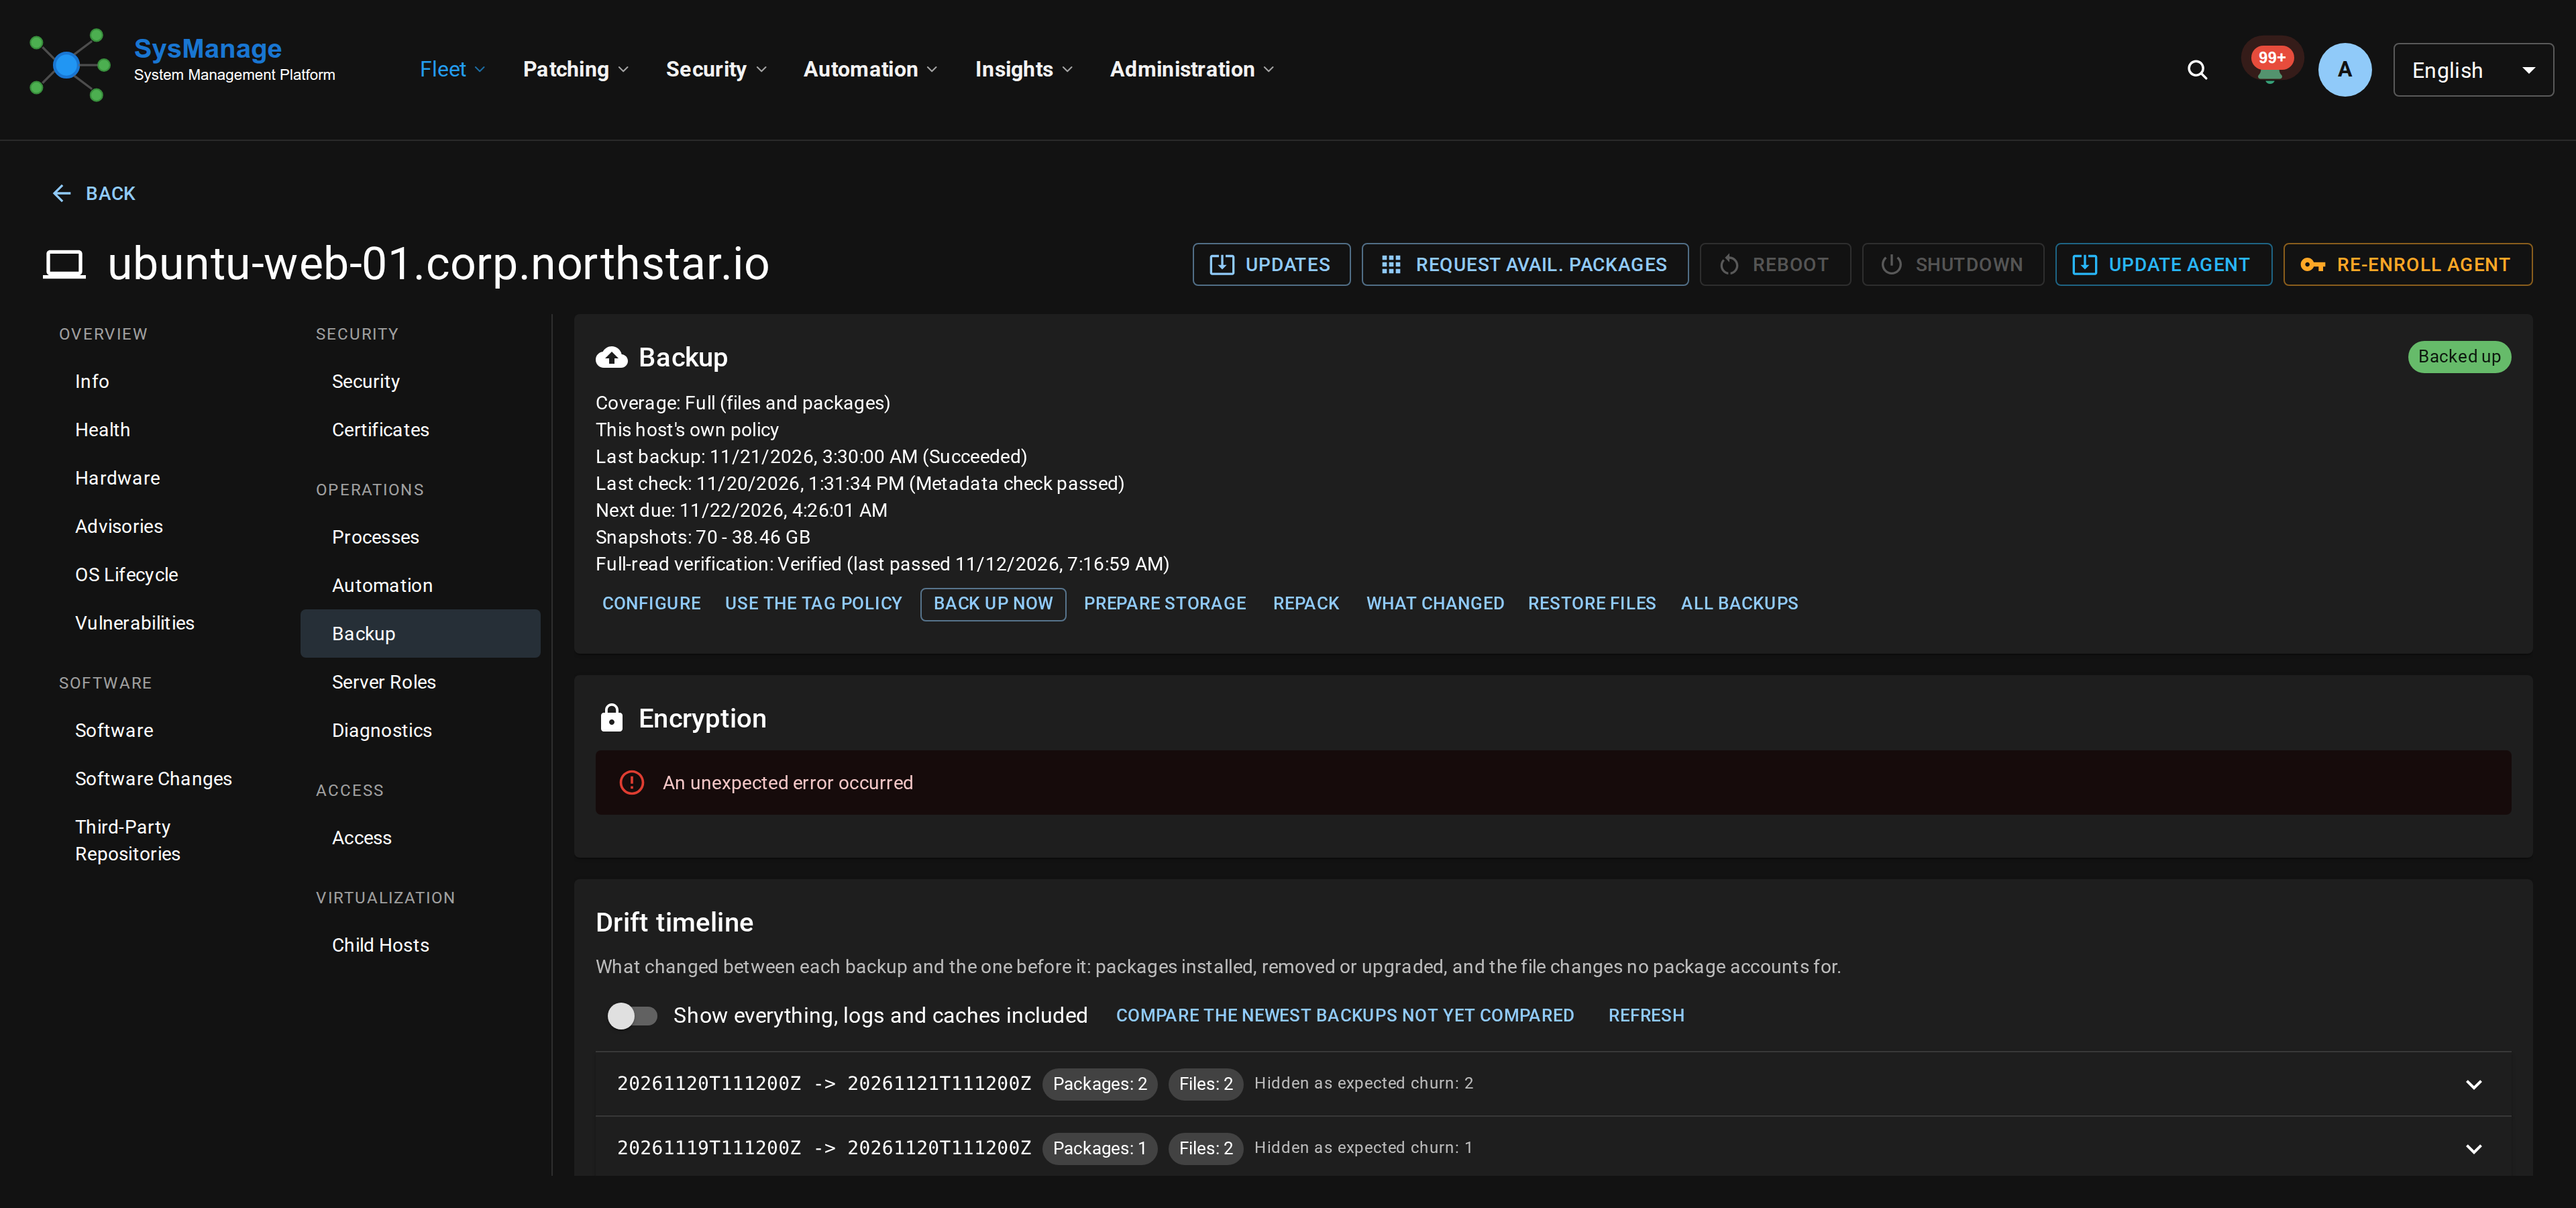 SysManage
System Management Platform
Fleet
Patching
Security
Automation
Insights
Administration
99+
A
English
BACK
ubuntu-web-01.corp.northstar.io
UPDATES
REQUEST AVAIL. PACKAGES
REBOOT
SHUTDOWN
UPDATE AGENT
RE-ENROLL AGENT
OVERVIEW
Info
Health
Hardware
Advisories
OS Lifecycle
Vulnerabilities
SOFTWARE
Software
Software Changes
Third-Party
Repositories
SECURITY
Security
Certificates
OPERATIONS
Processes
Automation
Backup
Server Roles
Diagnostics
ACCESS
Access
VIRTUALIZATION
Child Hosts
Backup
Backed up
Coverage: Full (files and packages)
This host's own policy
Last backup: 11/21/2026, 3:30:00 AM (Succeeded)
Last check: 11/20/2026, 1:31:34 PM (Metadata check passed)
Next due: 11/22/2026, 4:26:01 AM
Snapshots: 70 - 38.46 GB
Full-read verification: Verified (last passed 11/12/2026, 7:16:59 AM)
CONFIGURE
USE THE TAG POLICY
BACK UP NOW
PREPARE STORAGE
REPACK
WHAT CHANGED
RESTORE FILES
ALL BACKUPS
Encryption
An unexpected error occurred
Drift timeline
What changed between each backup and the one before it: packages installed, removed or upgraded, and the file changes no package accounts for.
Show everything, logs and caches included
COMPARE THE NEWEST BACKUPS NOT YET COMPARED
REFRESH
20261120T111200Z -> 20261121T111200Z Packages: 2 Files: 2 Hidden as expected churn: 2
20261119T111200Z -> 20261120T111200Z Packages: 1 Files: 2 Hidden as expected churn: 1